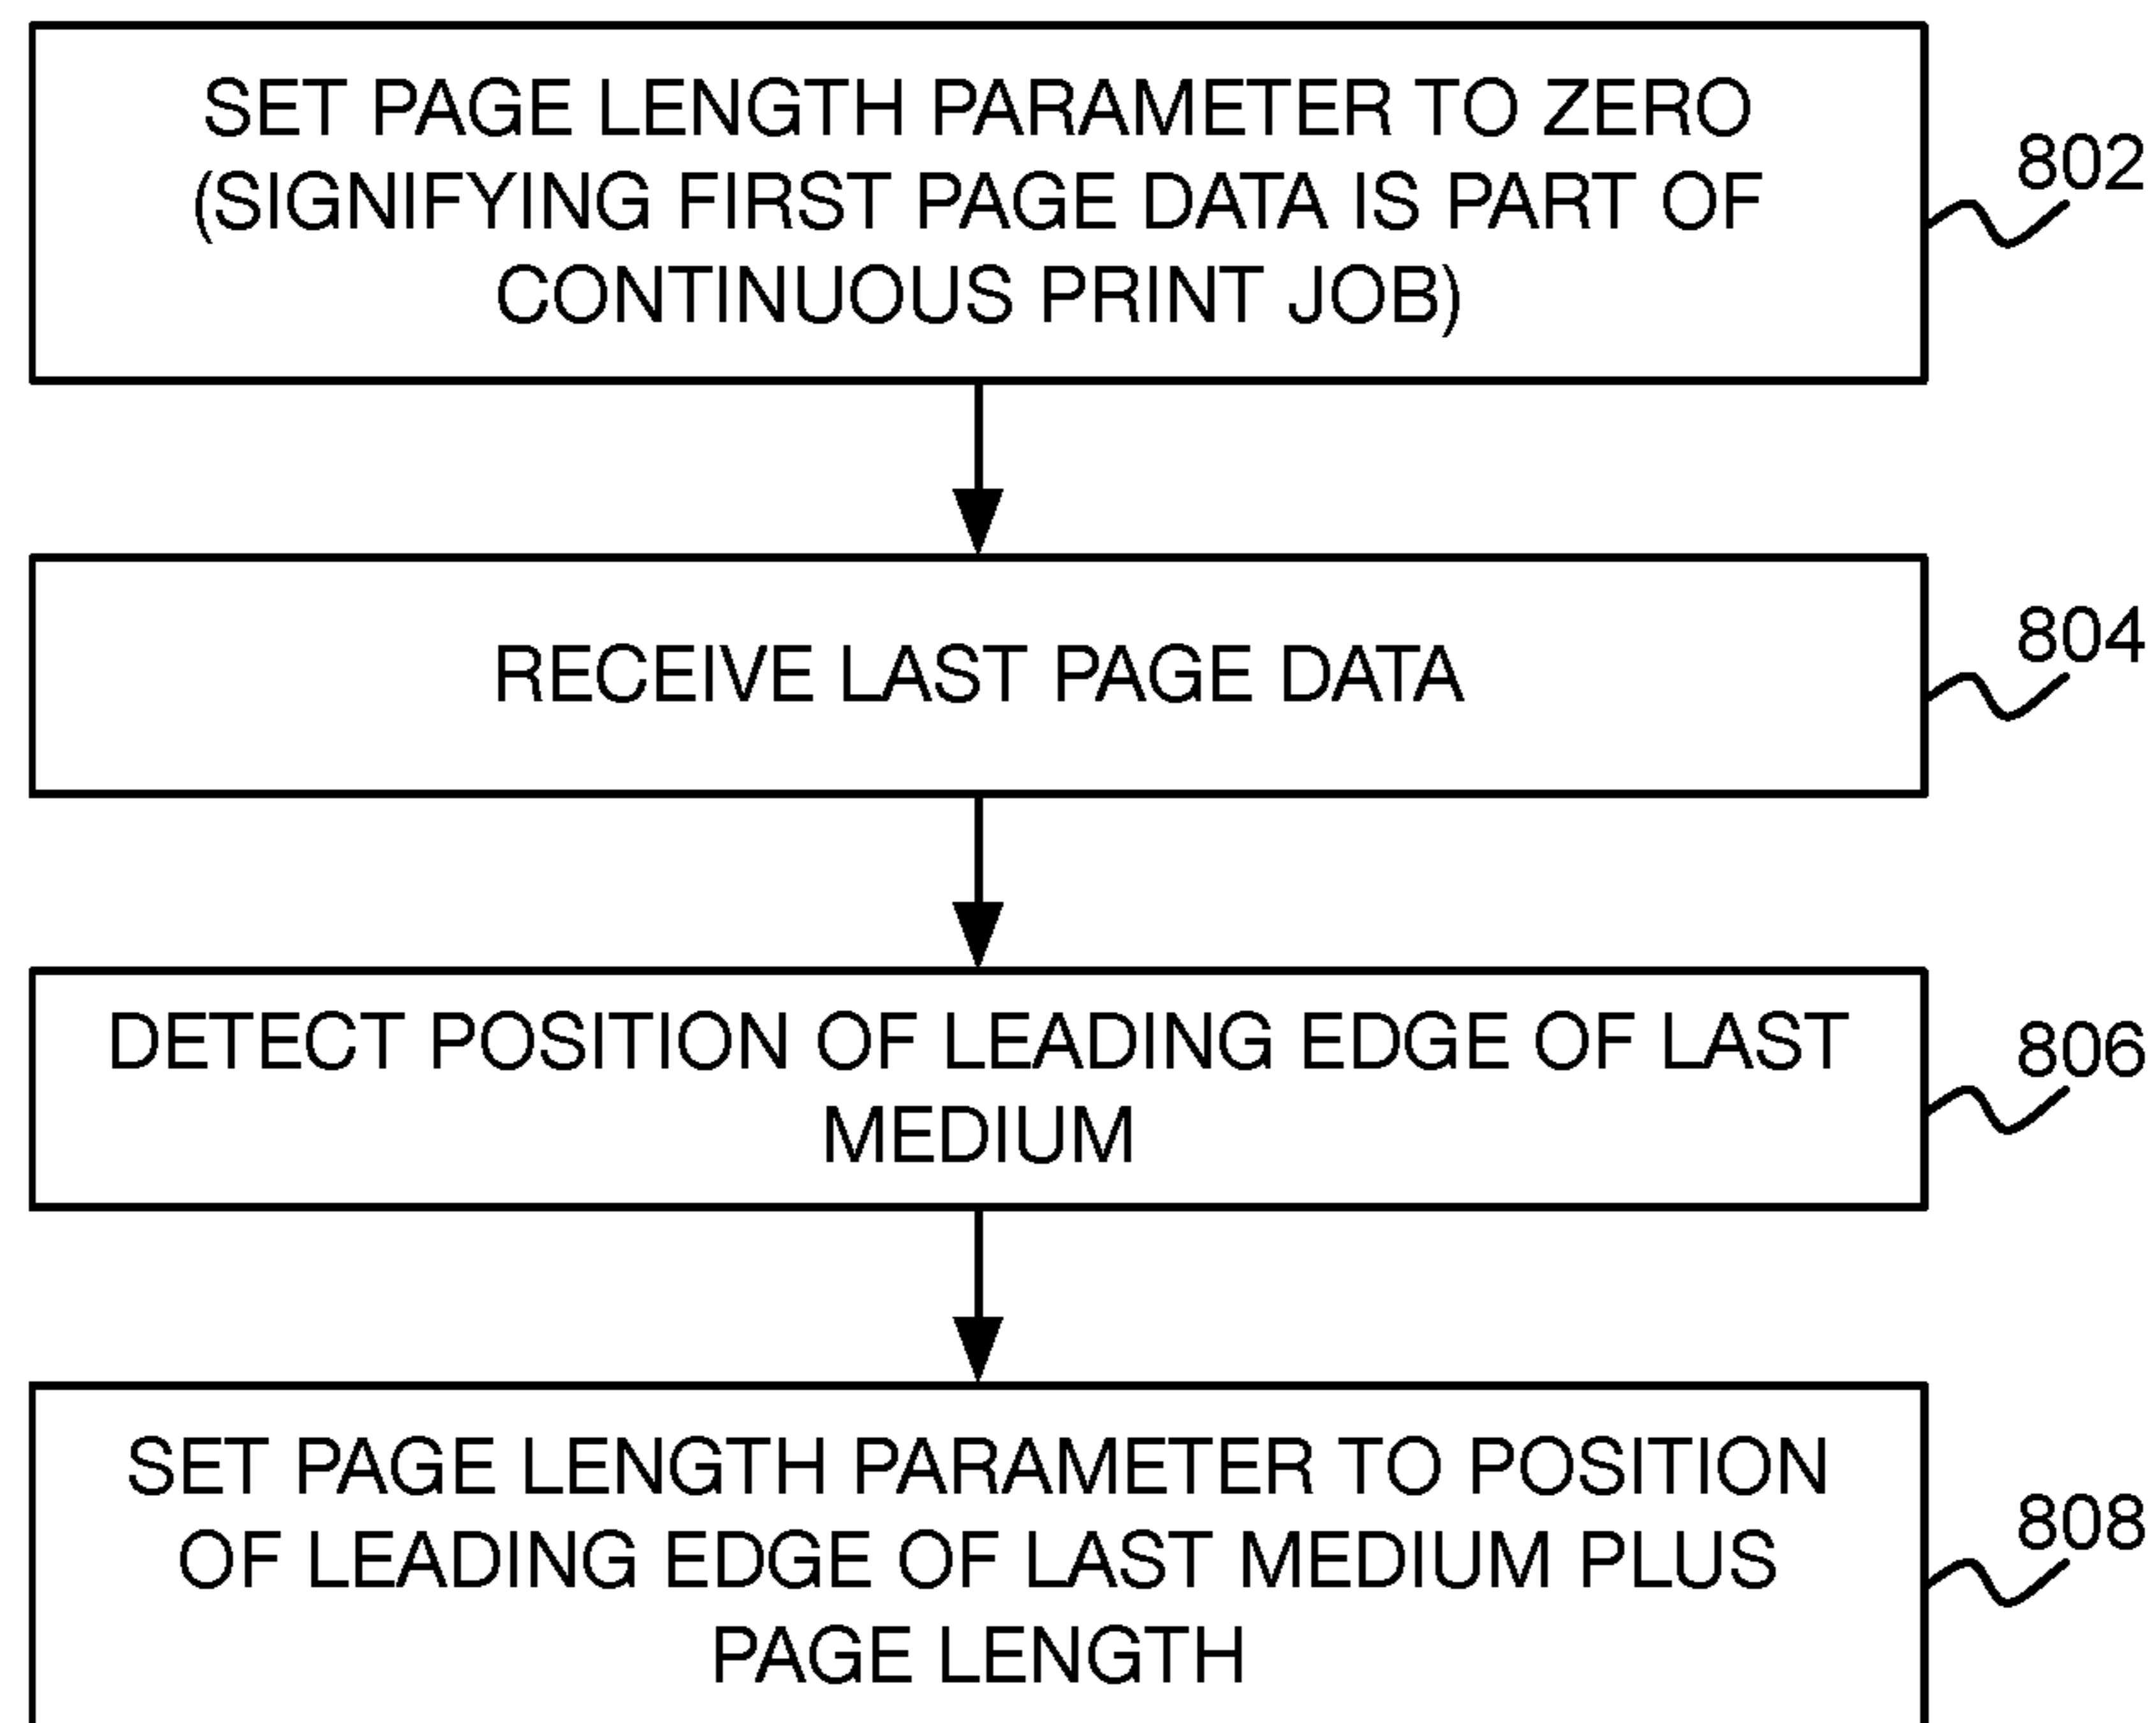 SET PAGE LENGTH PARAMETER TO ZERO
(SIGNIFYING FIRST PAGE DATA IS PART OF
CONTINUOUS PRINT JOB)
802
RECEIVE LAST PAGE DATA
804
DETECT POSITION OF LEADING EDGE OF LAST
MEDIUM
806
SET PAGE LENGTH PARAMETER TO POSITION
OF LEADING EDGE OF LAST MEDIUM PLUS
PAGE LENGTH
808